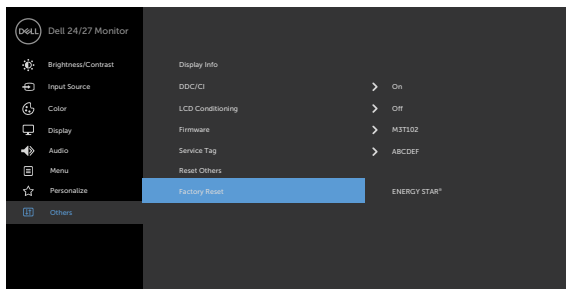 DELL Dell 24/27 Monitor
Brightness/Contrast Display Info
Input Source DDC/CI On
Color LCD Conditioning Off
Display Firmware M3T102
Audio Service Tag ABCDEF
Menu Reset Others
Personalize Factory Reset ENERGY STAR®
Others